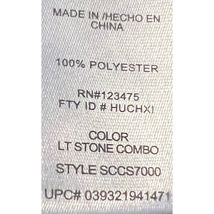 MADE IN /HECHO EN
CHINA
100% POLYESTER
RN#123475
FTY ID # HUCHXI
COLOR
LT STONE COMBO
STYLE SCCS7000
UPC# 039321941471